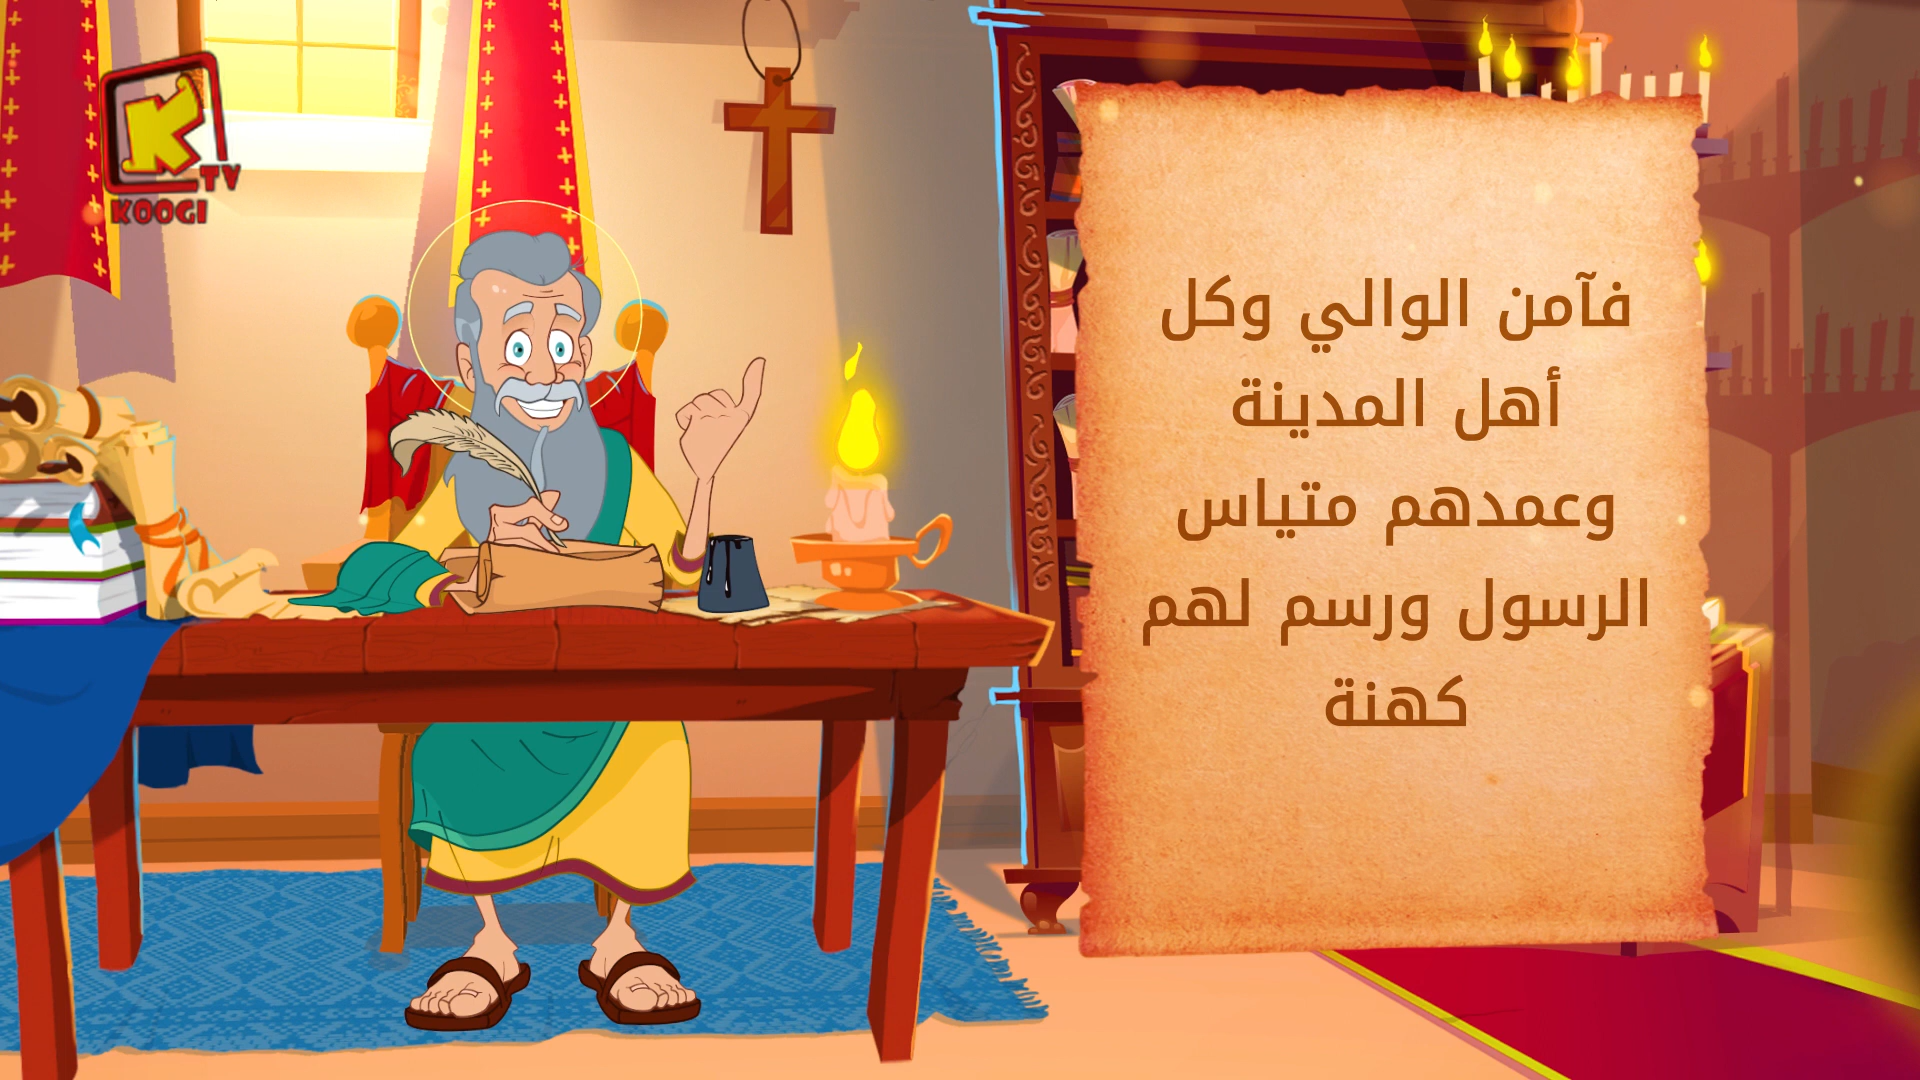 K
TV
KOOGI
فآمن الوالي وكل
أهل المدينة
وعمدهم متياس
الرسول ورسم لهم
كهنة